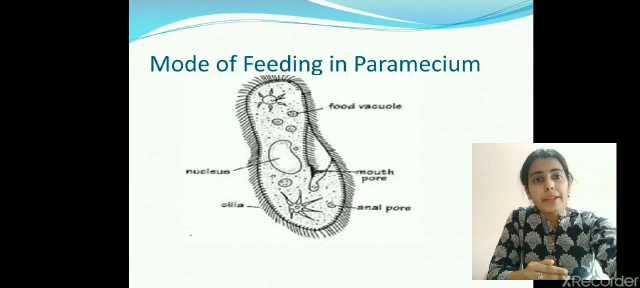 Mode of Feeding in Paramecium
food vacuole
nucleus
mouth
pore
cilia
anal pore
XRecorder